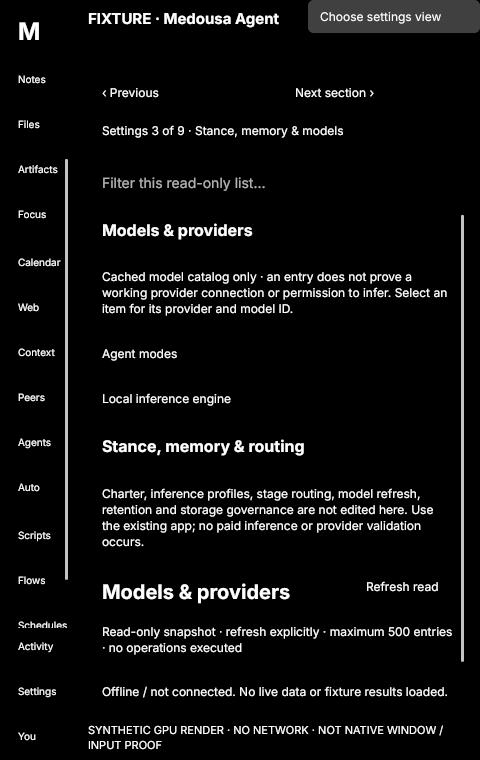 M
FIXTURE · Medousa Agent
Choose settings view
Notes
Files
Artifacts
Focus
Calendar
Web
Context
Peers
Agents
Auto
Scripts
Flows
Schedules
Activity
Settings
You
‹ Previous
Next section ›
Settings 3 of 9 · Stance, memory & models
Filter this read-only list...
Models & providers
Cached model catalog only · an entry does not prove a
working provider connection or permission to infer. Select an
item for its provider and model ID.
Agent modes
Local inference engine
Stance, memory & routing
Charter, inference profiles, stage routing, model refresh,
retention and storage governance are not edited here. Use
the existing app; no paid inference or provider validation
occurs.
Models & providers
Refresh read
Read-only snapshot · refresh explicitly · maximum 500 entries
· no operations executed
Offline / not connected. No live data or fixture results loaded.
SYNTHETIC GPU RENDER · NO NETWORK · NOT NATIVE WINDOW /
INPUT PROOF